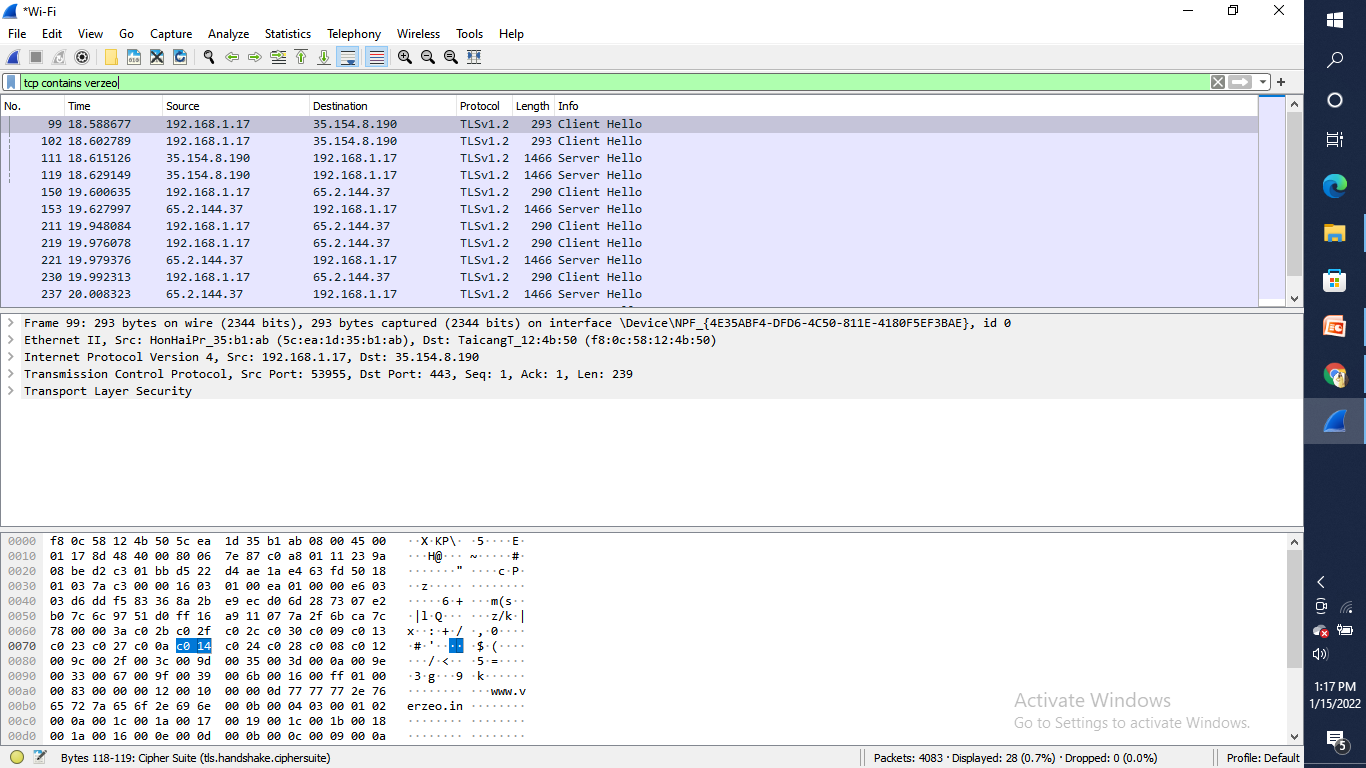 *Wi-Fi
File Edit View Go Capture Analyze Statistics Telephony Wireless Tools Help
tcp contains verzeo
No. Time Source Destination Protocol Length Info
99 18.588677 192.168.1.17 35.154.8.190 TLSv1.2 293 Client Hello
102 18.602789 192.168.1.17 35.154.8.190 TLSv1.2 293 Client Hello
111 18.615126 35.154.8.190 192.168.1.17 TLSv1.2 1466 Server Hello
119 18.629149 35.154.8.190 192.168.1.17 TLSv1.2 1466 Server Hello
150 19.600635 192.168.1.17 65.2.144.37 TLSv1.2 290 Client Hello
153 19.627997 65.2.144.37 192.168.1.17 TLSv1.2 1466 Server Hello
211 19.948084 192.168.1.17 65.2.144.37 TLSv1.2 290 Client Hello
219 19.976078 192.168.1.17 65.2.144.37 TLSv1.2 290 Client Hello
221 19.979376 65.2.144.37 192.168.1.17 TLSv1.2 1466 Server Hello
230 19.992313 192.168.1.17 65.2.144.37 TLSv1.2 290 Client Hello
237 20.008323 65.2.144.37 192.168.1.17 TLSv1.2 1466 Server Hello
Frame 99: 293 bytes on wire (2344 bits), 293 bytes captured (2344 bits) on interface \Device\NPF_{4E35ABF4-DFD6-4C50-811E-4180F5EF3BAE}, id 0
Ethernet II, Src: HonHaiPr_35:b1:ab (5c:ea:1d:35:b1:ab), Dst: TaicangT_12:4b:50 (f8:0c:58:12:4b:50)
Internet Protocol Version 4, Src: 192.168.1.17, Dst: 35.154.8.190
Transmission Control Protocol, Src Port: 53955, Dst Port: 443, Seq: 1, Ack: 1, Len: 239
Transport Layer Security
0000 f8 0c 58 12 4b 50 5c ea 1d 35 b1 ab 08 00 45 00 ··X·KP\· ·5····E·
0010 01 17 8d 48 40 00 80 06 7e 87 c0 a8 01 11 23 9a ···H@··· ~·····#·
0020 08 be d2 c3 01 bb d5 22 d4 ae 1a e4 63 fd 50 18 ·······" ····c·P·
0030 01 03 7a c3 00 00 16 03 01 00 ea 01 00 00 e6 03 ··z····· ········
0040 03 d6 dd f5 83 36 8a 2b e9 ec d0 6d 28 73 07 e2 ·····6·+ ···m(s··
0050 b0 7c 6c 97 51 d0 ff 16 a9 11 07 7a 2f 6b ca 7c ·|l·Q··· ···z/k·|
0060 78 00 00 3a c0 2b c0 2f c0 2c c0 30 c0 09 c0 13 x··:·+·/ ·,·0····
0070 c0 23 c0 27 c0 0a c0 14 c0 24 c0 28 c0 08 c0 12 ·#·'···· ·$·(····
0080 00 9c 00 2f 00 3c 00 9d 00 35 00 3d 00 0a 00 9e ···/·<·· ·5·=····
0090 00 33 00 67 00 9f 00 39 00 6b 00 16 00 ff 01 00 ·3·g···9 ·k······
00a0 00 83 00 00 00 12 00 10 00 00 0d 77 77 77 2e 76 ········ ···www.v
00b0 65 72 7a 65 6f 2e 69 6e 00 0b 00 04 03 00 01 02 erzeo.in ········
00c0 00 0a 00 1c 00 1a 00 17 00 19 00 1c 00 1b 00 18 ········ ········
00d0 00 1a 00 16 00 0e 00 0d 00 0b 00 0c 00 09 00 0a ········ ········
Activate Windows
Go to Settings to activate Windows.
Bytes 118-119: Cipher Suite (tls.handshake.ciphersuite) Packets: 4083 · Displayed: 28 (0.7%) · Dropped: 0 (0.0%) Profile: Default
1:17 PM
1/15/2022
5